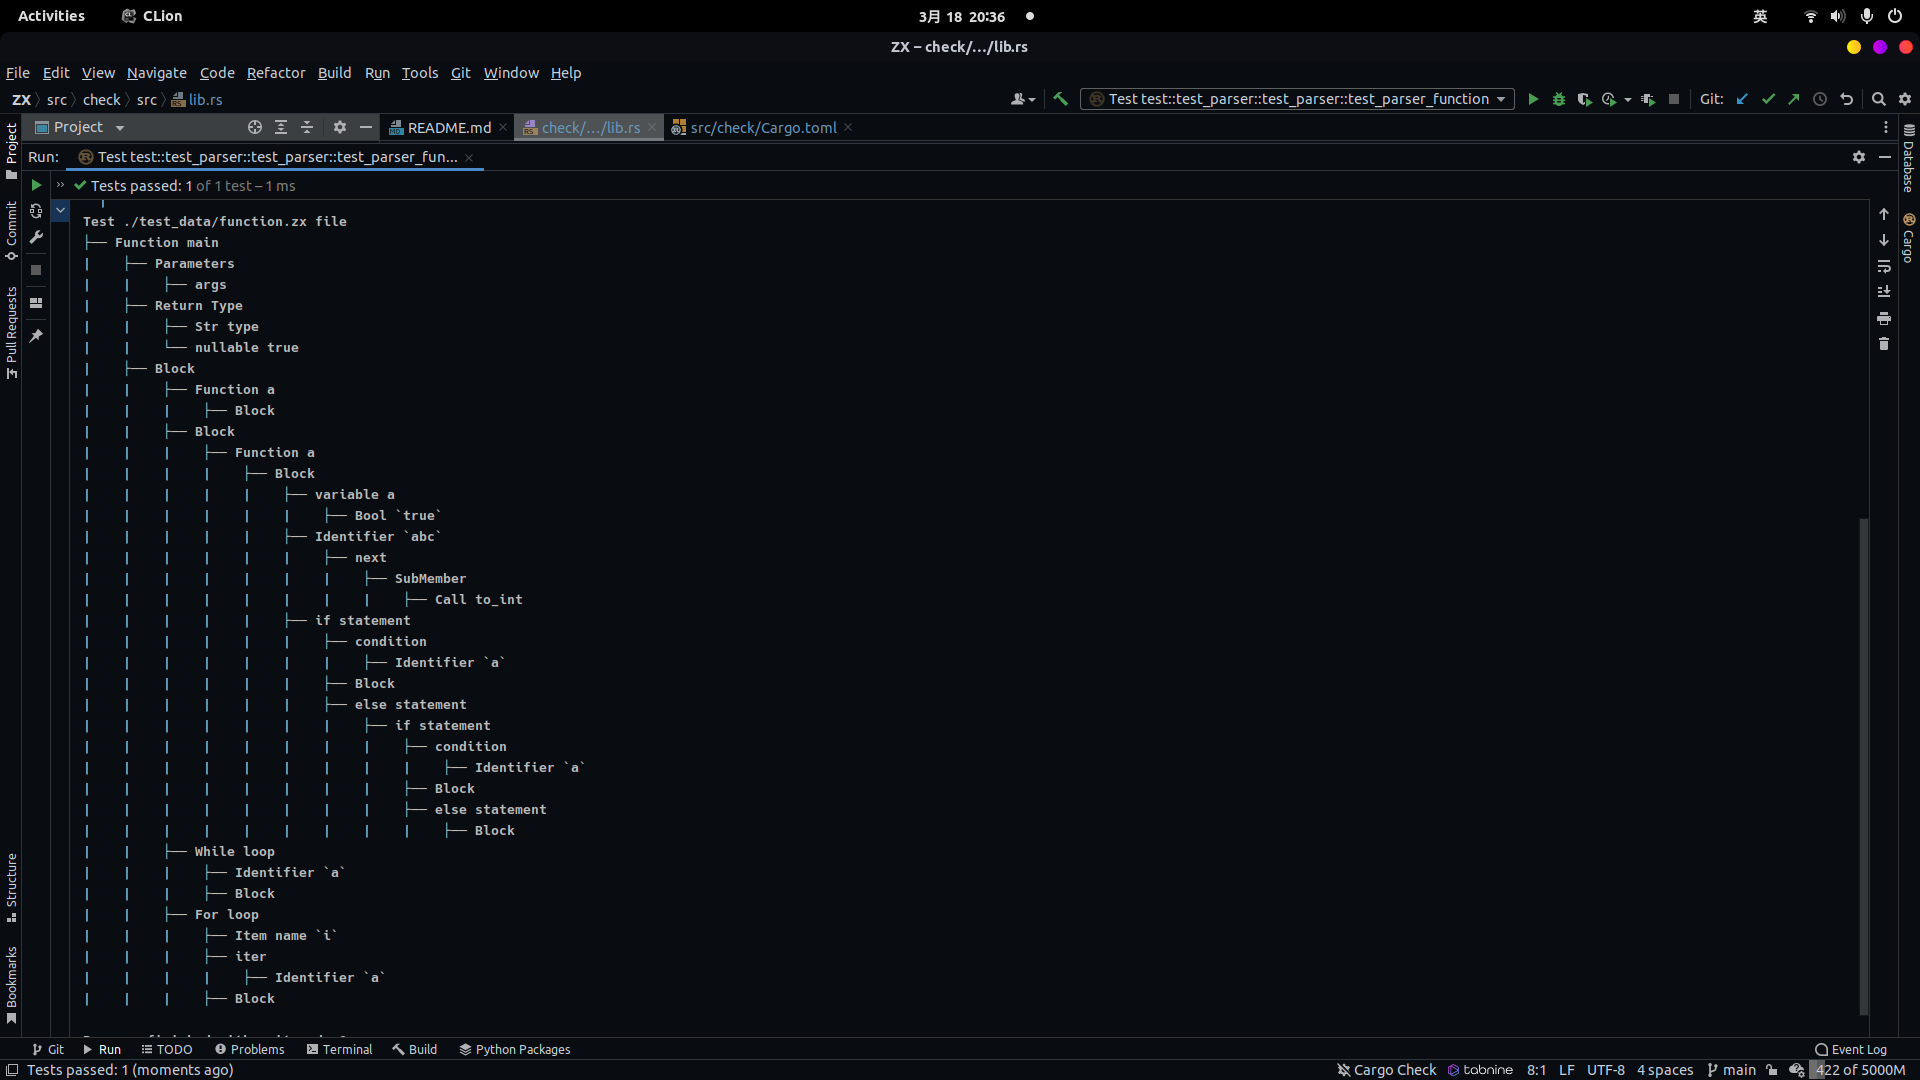 Activities CLion 3月 18 20:36 英
ZX – check/…/lib.rs
File Edit View Navigate Code Refactor Build Run Tools Git Window Help
ZX src check src lib.rs Test test::test_parser::test_parser::test_parser_function Git:
Project README.md check/…/lib.rs src/check/Cargo.toml
Run: Test test::test_parser::test_parser::test_parser_fun...
Tests passed: 1 of 1 test – 1 ms
Test ./test_data/function.zx file
├── Function main
|    ├── Parameters
|    |    ├── args
|    ├── Return Type
|    |    ├── Str type
|    |    └── nullable true
|    ├── Block
|    |    ├── Function a
|    |    |    ├── Block
|    |    ├── Block
|    |    |    ├── Function a
|    |    |    |    ├── Block
|    |    |    |    |    ├── variable a
|    |    |    |    |    |    ├── Bool `true`
|    |    |    |    |    ├── Identifier `abc`
|    |    |    |    |    |    ├── next
|    |    |    |    |    |    |    ├── SubMember
|    |    |    |    |    |    |    |    ├── Call to_int
|    |    |    |    |    ├── if statement
|    |    |    |    |    |    ├── condition
|    |    |    |    |    |    |    ├── Identifier `a`
|    |    |    |    |    |    ├── Block
|    |    |    |    |    |    ├── else statement
|    |    |    |    |    |    |    ├── if statement
|    |    |    |    |    |    |    |    ├── condition
|    |    |    |    |    |    |    |    |    ├── Identifier `a`
|    |    |    |    |    |    |    |    ├── Block
|    |    |    |    |    |    |    |    ├── else statement
|    |    |    |    |    |    |    |    |    ├── Block
|    |    ├── While loop
|    |    |    ├── Identifier `a`
|    |    |    ├── Block
|    |    ├── For loop
|    |    |    ├── Item name `i`
|    |    |    ├── iter
|    |    |    |    ├── Identifier `a`
|    |    |    ├── Block
Project
Commit
Pull Requests
Structure
Bookmarks
Database
Cargo
Git Run TODO Problems Terminal Build Python Packages Event Log
Tests passed: 1 (moments ago) Cargo Check tabnine 8:1 LF UTF-8 4 spaces main 422 of 5000M